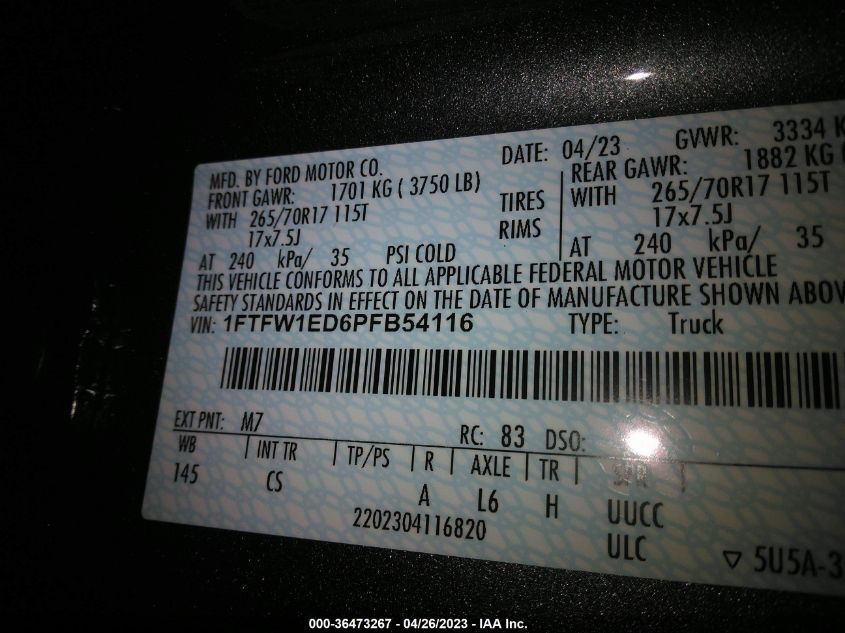 MFD. BY FORD MOTOR CO. DATE: 04/23 GVWR: 3334 K
FRONT GAWR: 1701 KG ( 3750 LB) REAR GAWR: 1882 KG
WITH 265/70R17 115T TIRES WITH 265/70R17 115T
17x7.5J RIMS 17x7.5J
AT 240 kPa/ 35 PSI COLD AT 240 kPa/ 35
THIS VEHICLE CONFORMS TO ALL APPLICABLE FEDERAL MOTOR VEHICLE
SAFETY STANDARDS IN EFFECT ON THE DATE OF MANUFACTURE SHOWN ABOV
VIN: 1FTFW1ED6PFB54116 TYPE: Truck
EXT PNT: M7 RC: 83 DSO:
WB INT TR TP/PS R AXLE TR SPR
145 CS A L6 H UUCC
2202304116820 ULC ▽ 5U5A-3
000-36473267 - 04/26/2023 - IAA Inc.